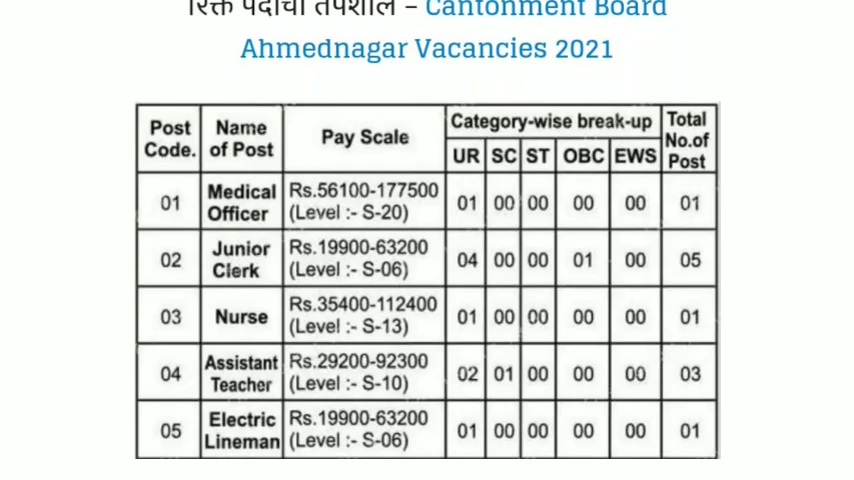 रिक्त पदांचा तपशील – Cantonment Board
Ahmednagar Vacancies 2021
Post Code. | Name of Post | Pay Scale | Category-wise break-up | Total No.of Post
UR | SC | ST | OBC | EWS
01 | Medical Officer | Rs.56100-177500 (Level :- S-20) | 01 | 00 | 00 | 00 | 00 | 01
02 | Junior Clerk | Rs.19900-63200 (Level :- S-06) | 04 | 00 | 00 | 01 | 00 | 05
03 | Nurse | Rs.35400-112400 (Level :- S-13) | 01 | 00 | 00 | 00 | 00 | 01
04 | Assistant Teacher | Rs.29200-92300 (Level :- S-10) | 02 | 01 | 00 | 00 | 00 | 03
05 | Electric Lineman | Rs.19900-63200 (Level :- S-06) | 01 | 00 | 00 | 00 | 00 | 01